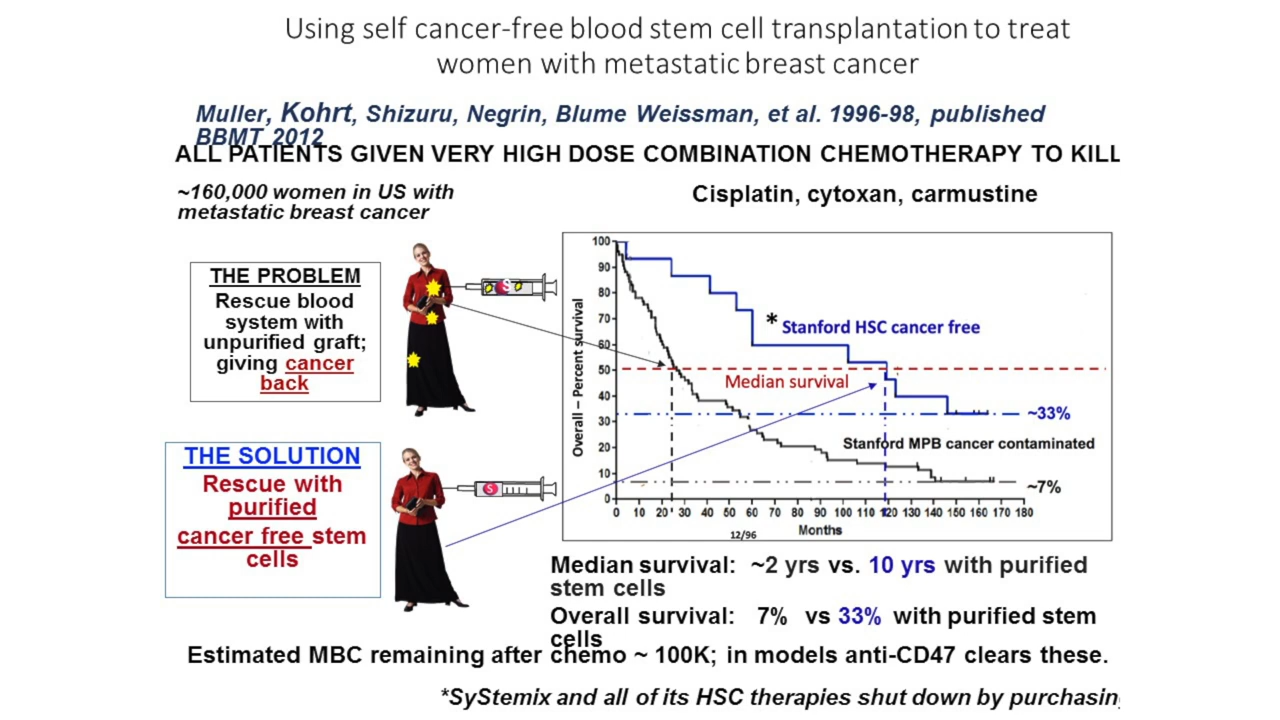 Using self cancer-free blood stem cell transplantation to treat
women with metastatic breast cancer
Muller, Kohrt, Shizuru, Negrin, Blume Weissman, et al. 1996-98, published
BBMT 2012
ALL PATIENTS GIVEN VERY HIGH DOSE COMBINATION CHEMOTHERAPY TO KILL
~160,000 women in US with
metastatic breast cancer
Cisplatin, cytoxan, carmustine
THE PROBLEM
Rescue blood
system with
unpurified graft;
giving cancer
back
S
THE SOLUTION
Rescue with
purified
cancer free stem
cells
S
Overall – Percent survival
100
90
80
70
60
50
40
30
20
10
0
* Stanford HSC cancer free
Median survival
~33%
Stanford MPB cancer contaminated
~7%
0 10 20 30 40 50 60 70 80 90 100 110 120 130 140 150 160 170 180
12/96
Months
Median survival: ~2 yrs vs. 10 yrs with purified
stem cells
Overall survival: 7% vs 33% with purified stem
cells
Estimated MBC remaining after chemo ~ 100K; in models anti-CD47 clears these.
*SyStemix and all of its HSC therapies shut down by purchasin